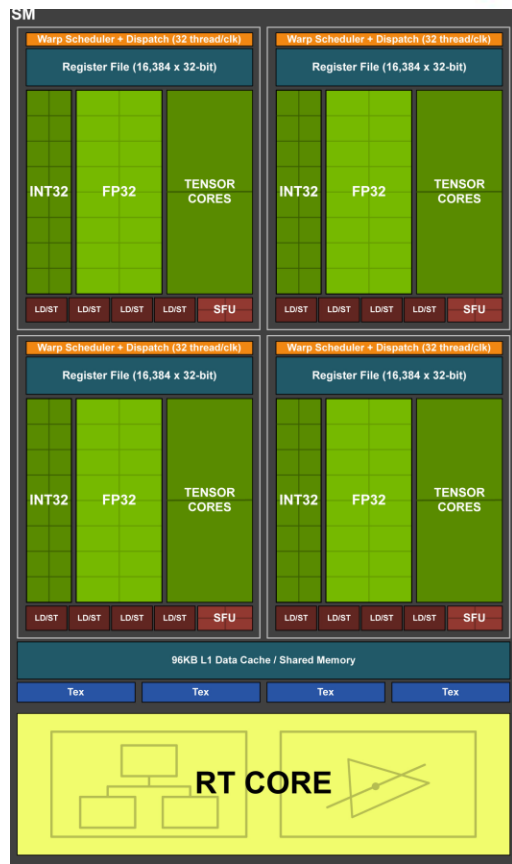 SM
Warp Scheduler + Dispatch (32 thread/clk)
Register File (16,384 x 32-bit)
INT32
FP32
TENSOR
CORES
LD/ST
LD/ST
LD/ST
LD/ST
SFU
Warp Scheduler + Dispatch (32 thread/clk)
Register File (16,384 x 32-bit)
INT32
FP32
TENSOR
CORES
LD/ST
LD/ST
LD/ST
LD/ST
SFU
Warp Scheduler + Dispatch (32 thread/clk)
Register File (16,384 x 32-bit)
INT32
FP32
TENSOR
CORES
LD/ST
LD/ST
LD/ST
LD/ST
SFU
Warp Scheduler + Dispatch (32 thread/clk)
Register File (16,384 x 32-bit)
INT32
FP32
TENSOR
CORES
LD/ST
LD/ST
LD/ST
LD/ST
SFU
96KB L1 Data Cache / Shared Memory
Tex
Tex
Tex
Tex
RT CORE